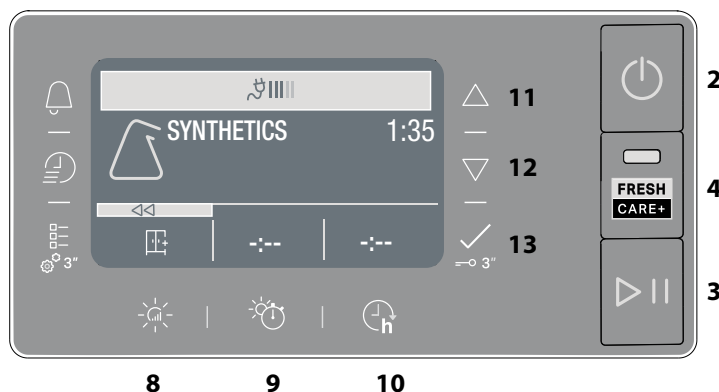 2
11
SYNTHETICS 1:35
12
FRESH
CARE+
4
-:-- -:--
3"
13
3"
3
h
8 9 10